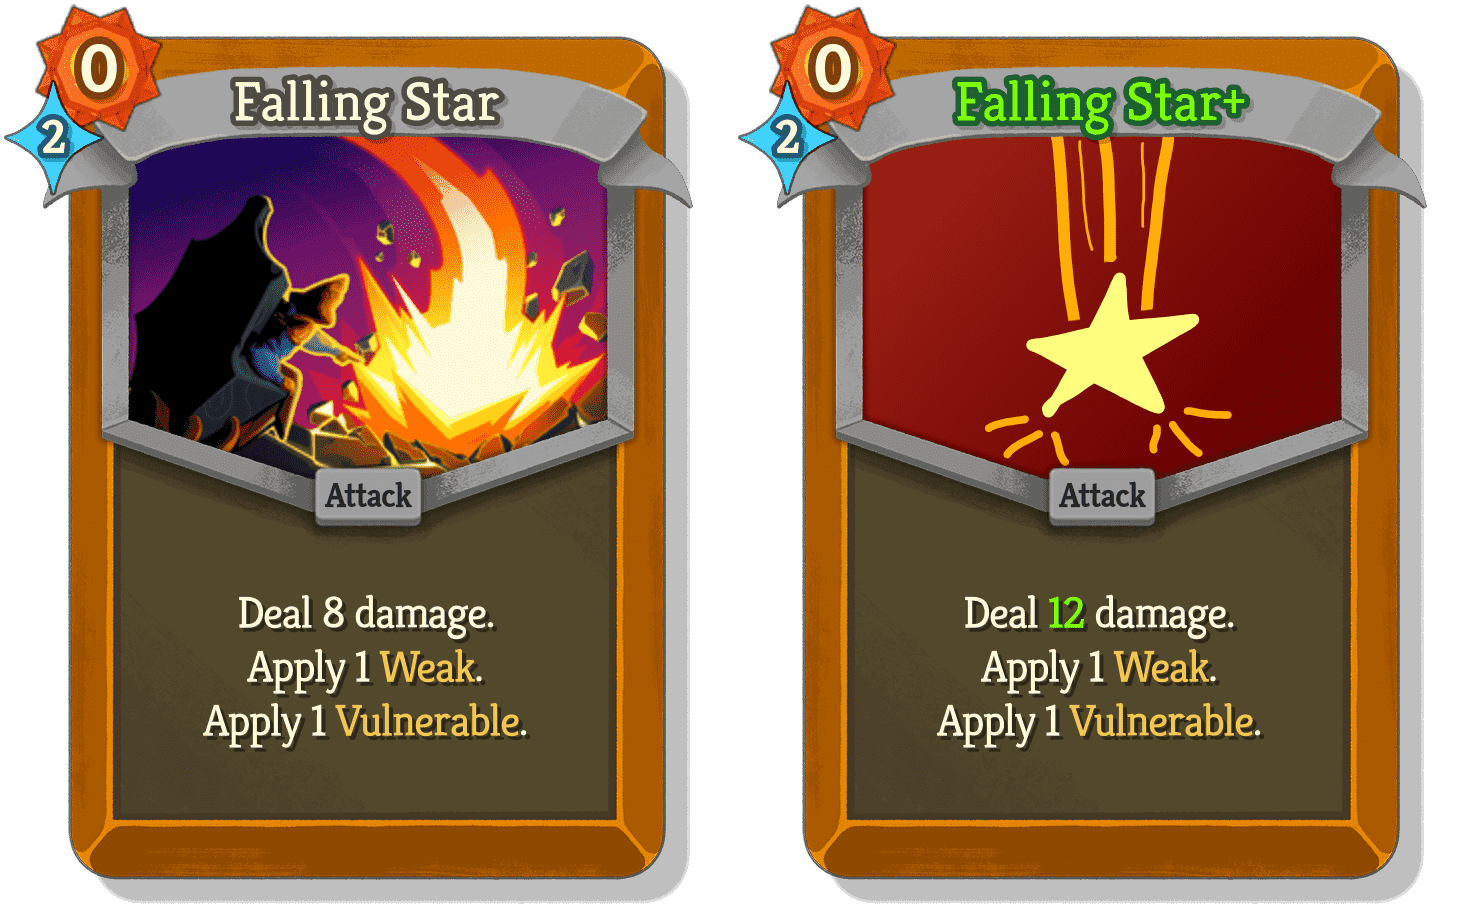 0
2
Falling Star
Attack
Deal 8 damage.
Apply 1 Weak.
Apply 1 Vulnerable.
0
2
Falling Star+
Attack
Deal 12 damage.
Apply 1 Weak.
Apply 1 Vulnerable.